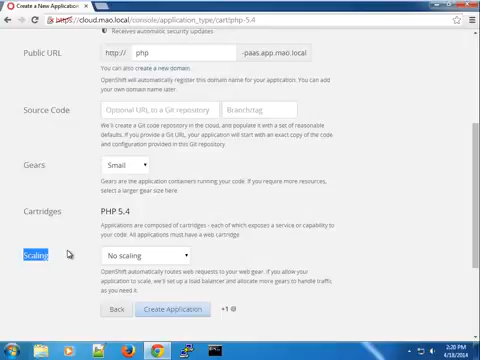 Create a New Application
https://cloud.mao.local/console/application_type/cart!php-5.4
Receives automatic security updates
Public URL
http://
php
-paas.app.mao.local
You can also create a new domain.
OpenShift will automatically register this domain name for your application. You can
add your own domain name later.
Source Code
Optional URL to a Git repository
Branch/tag
We'll create a Git code repository in the cloud, and populate it with a set of reasonable
defaults. If you provide a Git URL, your application will start with an exact copy of the code
and configuration provided in this Git repository.
Gears
Small
Gears are the application containers running your code. If you require more resources,
select a larger gear size here.
Cartridges
PHP 5.4
Applications are composed of cartridges - each of which exposes a service or capability to
your code. All applications must have a web cartridge.
Scaling
No scaling
OpenShift automatically routes web requests to your web gear. If you allow your
application to scale, we'll set up a load balancer and allocate more gears to handle traffic
as you need it.
Back
Create Application
+1
2:20 PM
4/18/2014